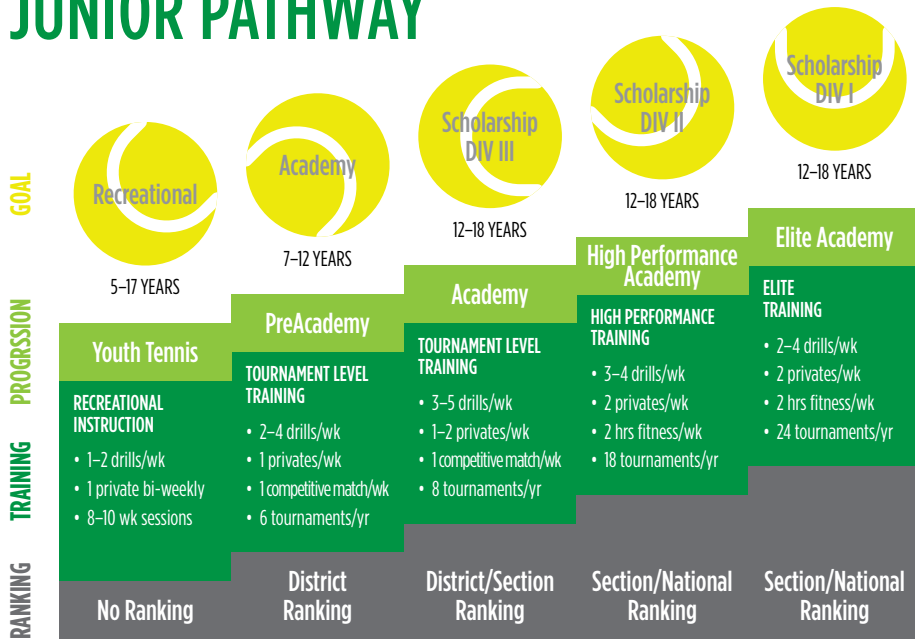 JUNIOR PATHWAY
GOAL
PROGRSSION
TRAINING
RANKING
Recreational
5–17 YEARS
Youth Tennis
RECREATIONAL
INSTRUCTION
• 1–2 drills/wk
• 1 private bi-weekly
• 8–10 wk sessions
No Ranking
Academy
7–12 YEARS
PreAcademy
TOURNAMENT LEVEL
TRAINING
• 2–4 drills/wk
• 1 privates/wk
• 1 competitive match/wk
• 6 tournaments/yr
District
Ranking
Scholarship
DIV III
12–18 YEARS
Academy
TOURNAMENT LEVEL
TRAINING
• 3–5 drills/wk
• 1–2 privates/wk
• 1 competitive match/wk
• 8 tournaments/yr
District/Section
Ranking
Scholarship
DIV II
12–18 YEARS
High Performance
Academy
HIGH PERFORMANCE
TRAINING
• 3–4 drills/wk
• 2 privates/wk
• 2 hrs fitness/wk
• 18 tournaments/yr
Section/National
Ranking
Scholarship
DIV I
12–18 YEARS
Elite Academy
ELITE
TRAINING
• 2–4 drills/wk
• 2 privates/wk
• 2 hrs fitness/wk
• 24 tournaments/yr
Section/National
Ranking